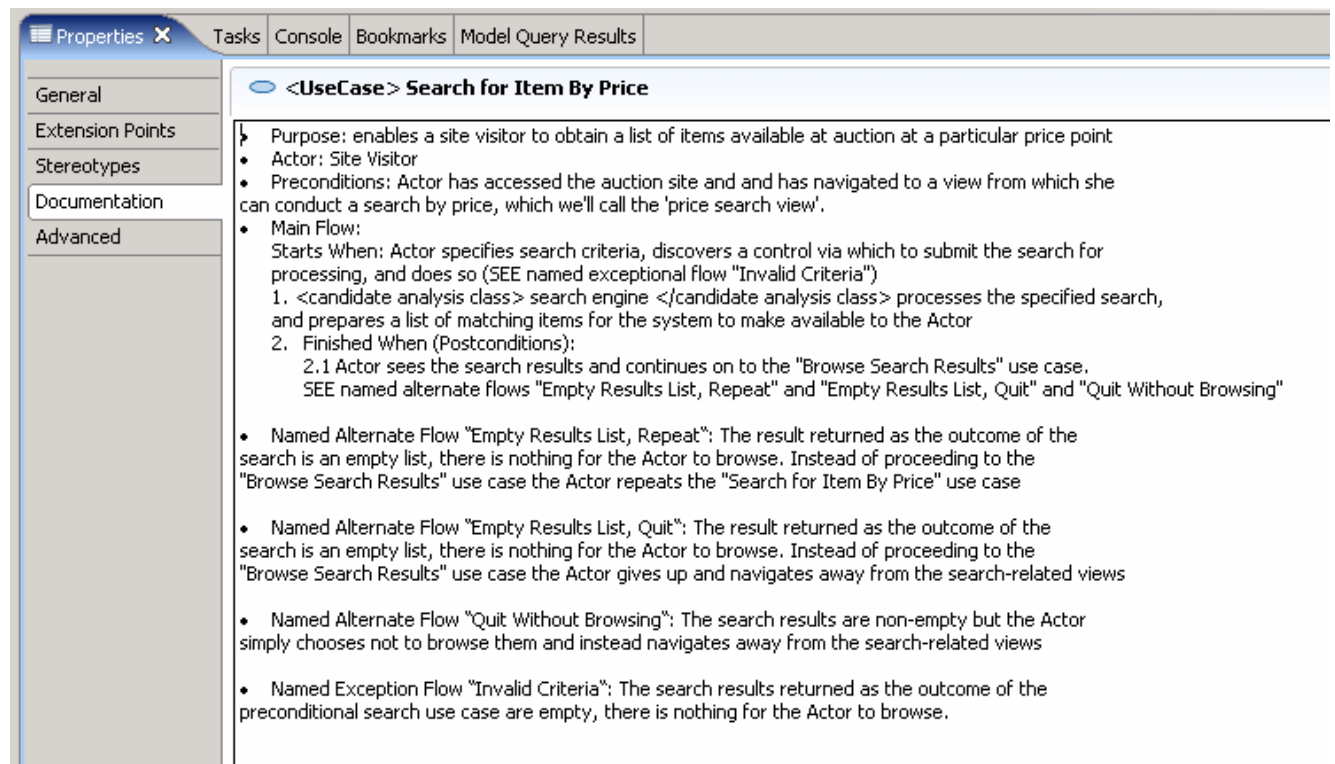 Properties Tasks Console Bookmarks Model Query Results
General
Extension Points
Stereotypes
Documentation
Advanced
<UseCase> Search for Item By Price
• Purpose: enables a site visitor to obtain a list of items available at auction at a particular price point
• Actor: Site Visitor
• Preconditions: Actor has accessed the auction site and and has navigated to a view from which she
can conduct a search by price, which we'll call the 'price search view'.
• Main Flow:
Starts When: Actor specifies search criteria, discovers a control via which to submit the search for
processing, and does so (SEE named exceptional flow "Invalid Criteria")
1. <candidate analysis class> search engine </candidate analysis class> processes the specified search,
and prepares a list of matching items for the system to make available to the Actor
2. Finished When (Postconditions):
2.1 Actor sees the search results and continues on to the "Browse Search Results" use case.
SEE named alternate flows "Empty Results List, Repeat" and "Empty Results List, Quit" and "Quit Without Browsing"
• Named Alternate Flow “Empty Results List, Repeat“: The result returned as the outcome of the
search is an empty list, there is nothing for the Actor to browse. Instead of proceeding to the
"Browse Search Results" use case the Actor repeats the "Search for Item By Price" use case
• Named Alternate Flow “Empty Results List, Quit“: The result returned as the outcome of the
search is an empty list, there is nothing for the Actor to browse. Instead of proceeding to the
"Browse Search Results" use case the Actor gives up and navigates away from the search-related views
• Named Alternate Flow “Quit Without Browsing“: The search results are non-empty but the Actor
simply chooses not to browse them and instead navigates away from the search-related views
• Named Exception Flow “Invalid Criteria“: The search results returned as the outcome of the
preconditional search use case are empty, there is nothing for the Actor to browse.